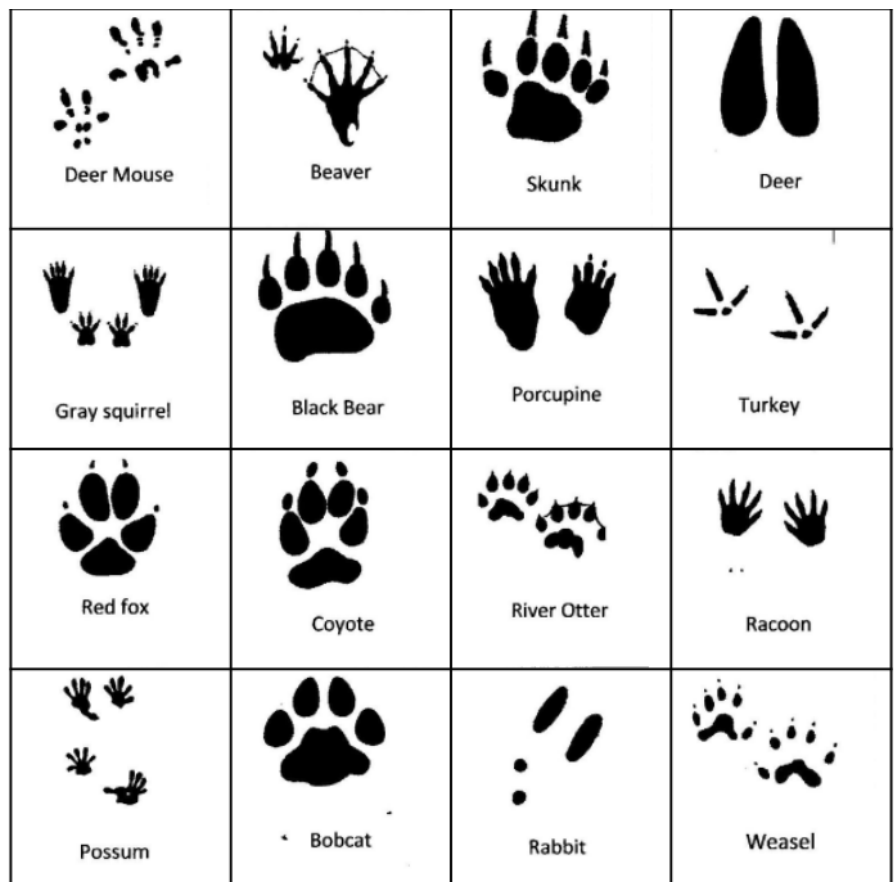 Deer Mouse
Beaver
Skunk
Deer
Gray squirrel
Black Bear
Porcupine
Turkey
Red fox
Coyote
River Otter
Racoon
Possum
Bobcat
Rabbit
Weasel